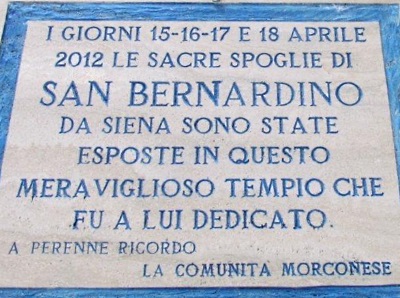 I GIORNI 15-16-17 E 18 APRILE
2012 LE SACRE SPOGLIE DI
SAN BERNARDINO
DA SIENA SONO STATE
ESPOSTE IN QUESTO
MERAVIGLIOSO TEMPIO CHE
FU A LUI DEDICATO.
A PERENNE RICORDO
LA COMUNITA MORCONESE